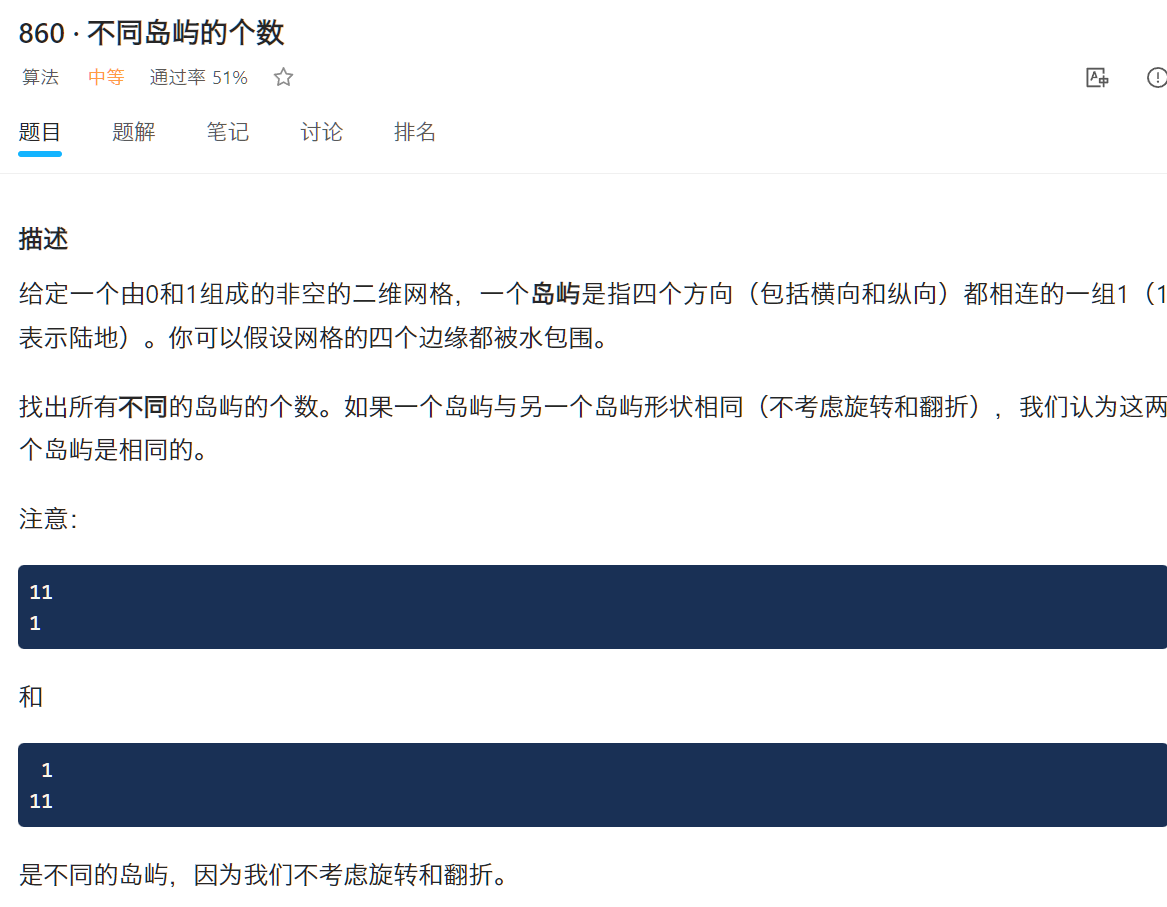 860 · 不同岛屿的个数
算法 中等 通过率 51%
题目 题解 笔记 讨论 排名
描述
给定一个由0和1组成的非空的二维网格，一个岛屿是指四个方向（包括横向和纵向）都相连的一组1（1
表示陆地）。你可以假设网格的四个边缘都被水包围。
找出所有不同的岛屿的个数。如果一个岛屿与另一个岛屿形状相同（不考虑旋转和翻折），我们认为这两
个岛屿是相同的。
注意：
11
1
和
 1
11
是不同的岛屿，因为我们不考虑旋转和翻折。